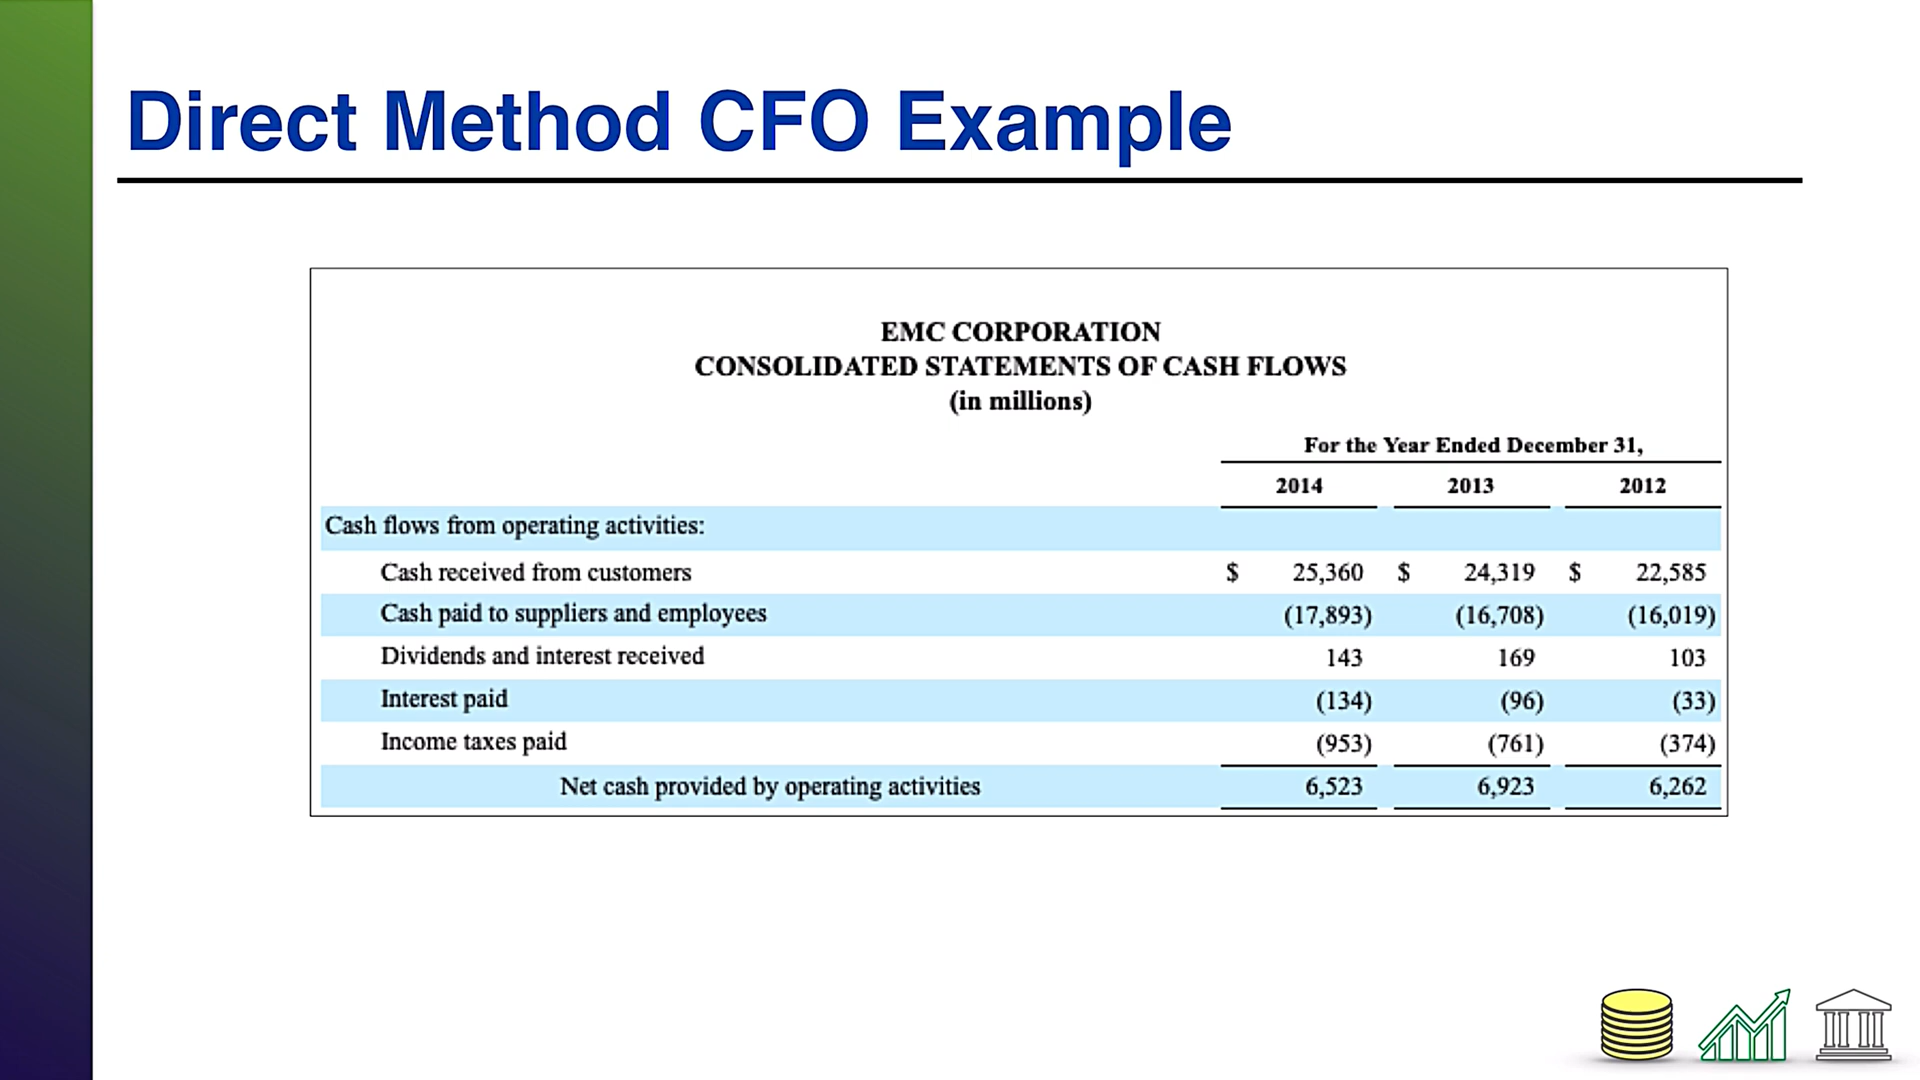 Direct Method CFO Example
EMC CORPORATION
CONSOLIDATED STATEMENTS OF CASH FLOWS
(in millions)
For the Year Ended December 31,
2014 2013 2012
Cash flows from operating activities:
Cash received from customers $ 25,360 $ 24,319 $ 22,585
Cash paid to suppliers and employees (17,893) (16,708) (16,019)
Dividends and interest received 143 169 103
Interest paid (134) (96) (33)
Income taxes paid (953) (761) (374)
Net cash provided by operating activities 6,523 6,923 6,262